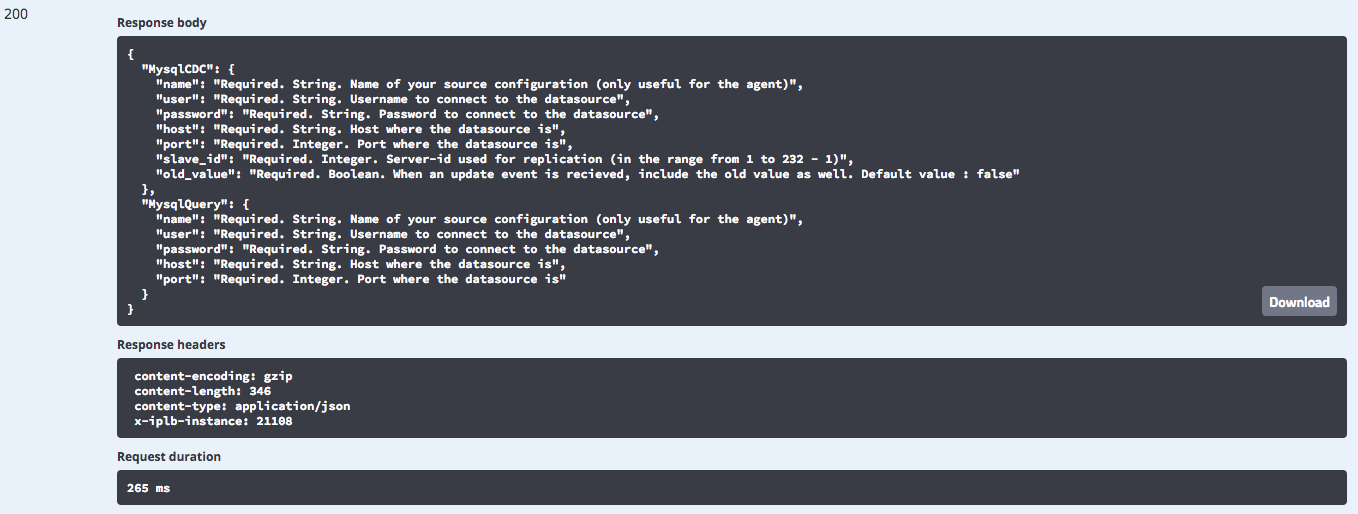 200
Response body
{
  "MysqlCDC": {
    "name": "Required. String. Name of your source configuration (only useful for the agent)",
    "user": "Required. String. Username to connect to the datasource",
    "password": "Required. String. Password to connect to the datasource",
    "host": "Required. String. Host where the datasource is",
    "port": "Required. Integer. Port where the datasource is",
    "slave_id": "Required. Integer. Server-id used for replication (in the range from 1 to 232 - 1)",
    "old_value": "Required. Boolean. When an update event is recieved, include the old value as well. Default value : false"
  },
  "MysqlQuery": {
    "name": "Required. String. Name of your source configuration (only useful for the agent)",
    "user": "Required. String. Username to connect to the datasource",
    "password": "Required. String. Password to connect to the datasource",
    "host": "Required. String. Host where the datasource is",
    "port": "Required. Integer. Port where the datasource is"
  }
}
Download
Response headers
content-encoding: gzip
content-length: 346
content-type: application/json
x-iplb-instance: 21108
Request duration
265 ms